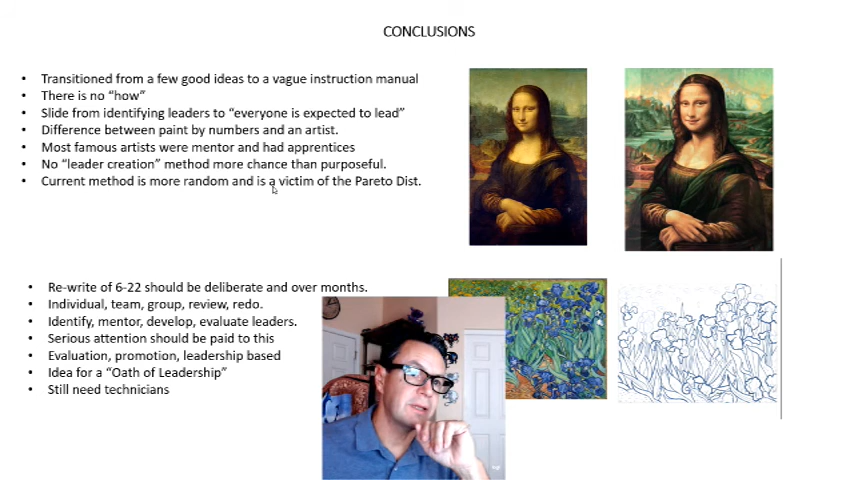 CONCLUSIONS
• Transitioned from a few good ideas to a vague instruction manual
• There is no “how”
• Slide from identifying leaders to “everyone is expected to lead”
• Difference between paint by numbers and an artist.
• Most famous artists were mentor and had apprentices
• No “leader creation” method more chance than purposeful.
• Current method is more random and is a victim of the Pareto Dist.
• Re-write of 6-22 should be deliberate and over months.
• Individual, team, group, review, redo.
• Identify, mentor, develop, evaluate leaders.
• Serious attention should be paid to this
• Evaluation, promotion, leadership based
• Idea for a “Oath of Leadership”
• Still need technicians